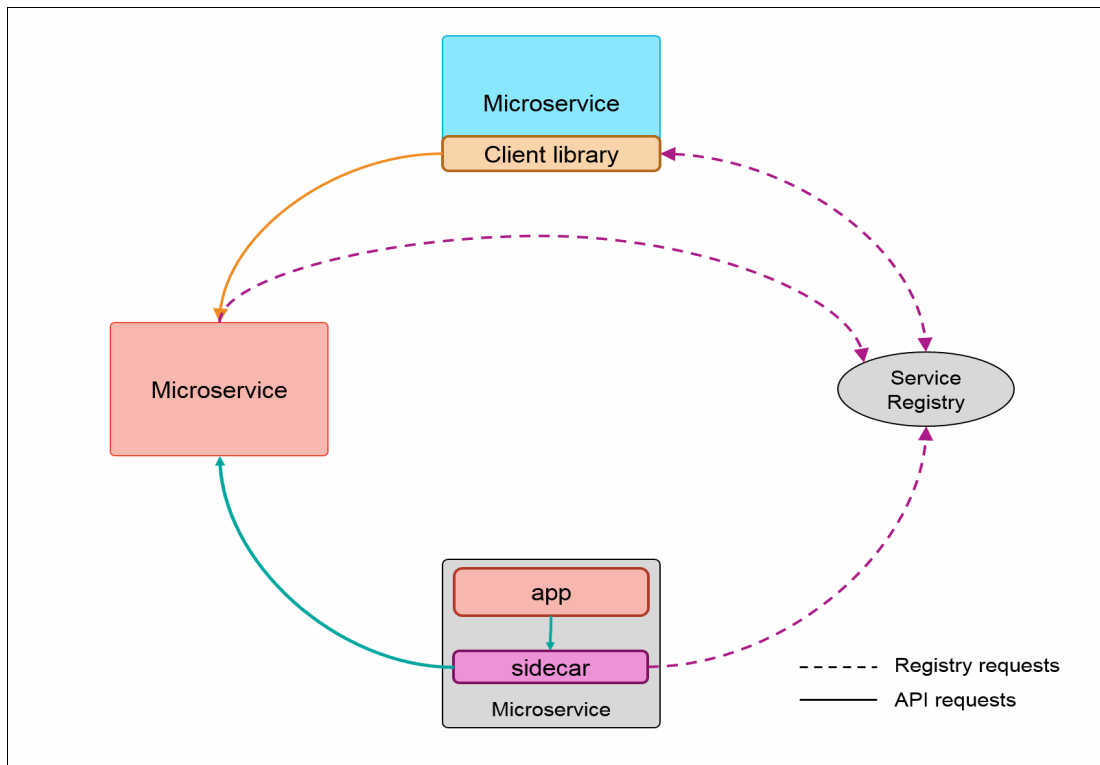 Microservice
Client library
Microservice
Service
Registry
app
sidecar
Microservice
Registry requests
API requests